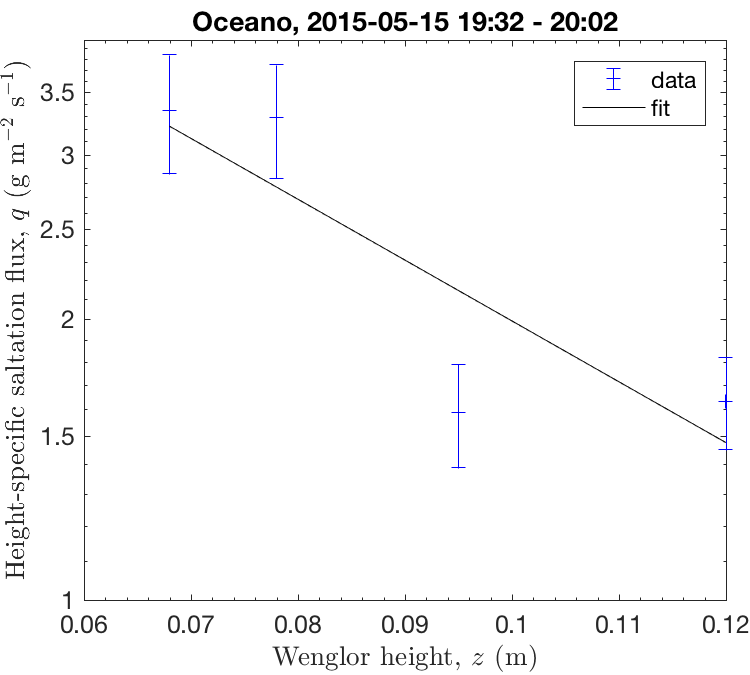 Oceano, 2015-05-15 19:32 - 20:02
Height-specific saltation flux, q (g m⁻² s⁻¹)
3.5
3
2.5
2
1.5
1
data
fit
0.06 0.07 0.08 0.09 0.1 0.11 0.12
Wenglor height, z (m)